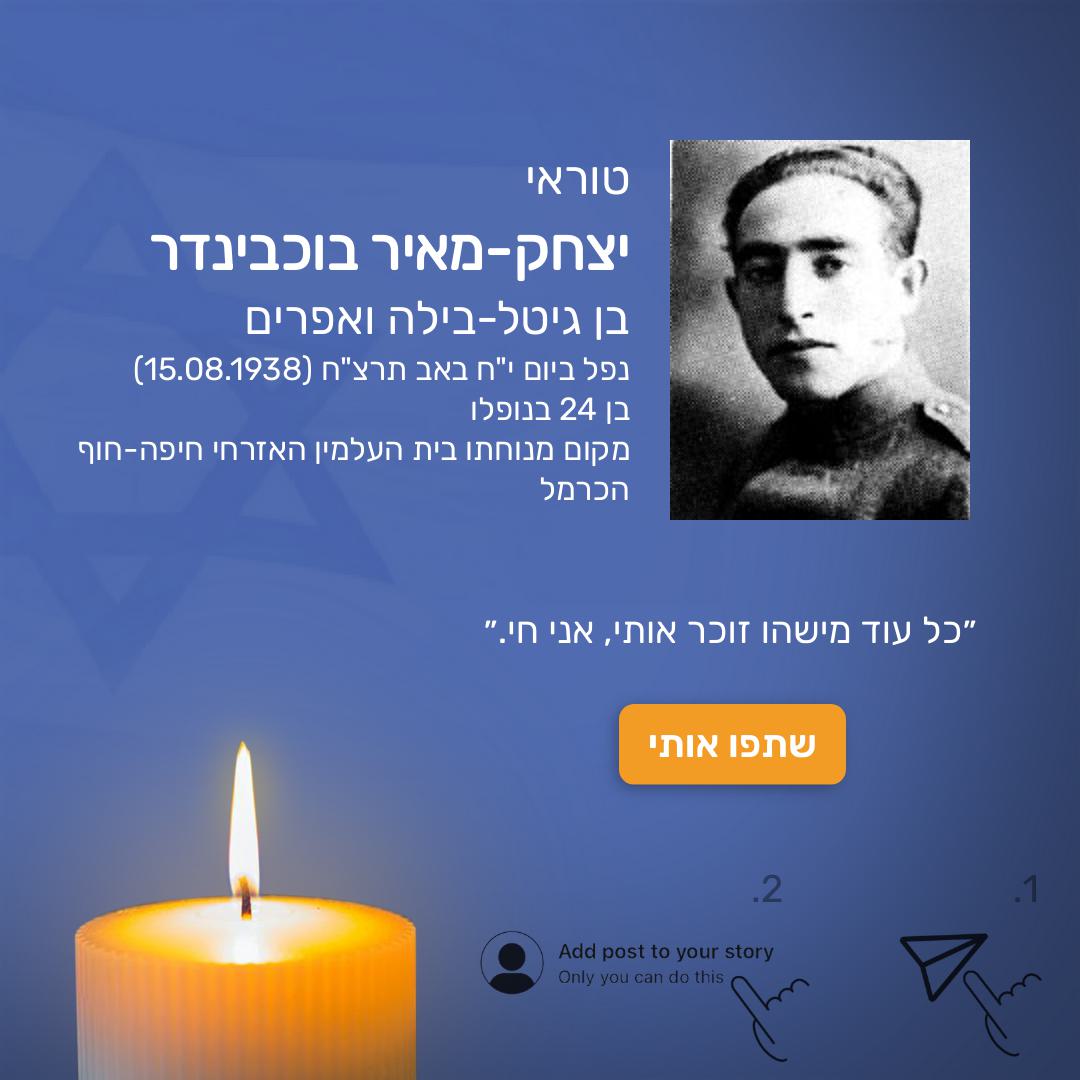 טוראי
יצחק-מאיר בוכבינדר
בן גיטל-בילה ואפרים
נפל ביום י"ח באב תרצ"ח (15.08.1938)
בן 24 בנופלו
מקום מנוחתו בית העלמין האזרחי חיפה-חוף
הכרמל
״כל עוד מישהו זוכר אותי, אני חי.״
שתפו אותי
1.
2.
Add post to your story
Only you can do this